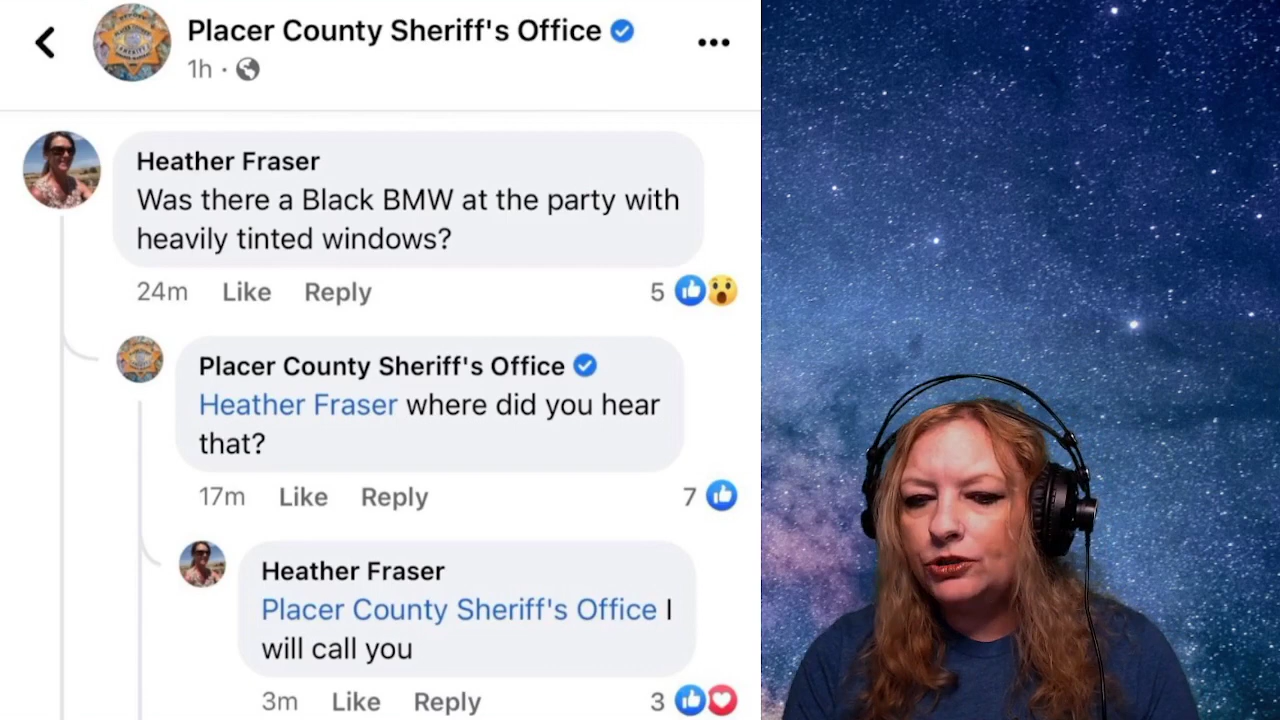 Placer County Sheriff's Office
1h ·
Heather Fraser
Was there a Black BMW at the party with
heavily tinted windows?
24m Like Reply 5
Placer County Sheriff's Office
Heather Fraser where did you hear
that?
17m Like Reply 7
Heather Fraser
Placer County Sheriff's Office I
will call you
3m Like Reply 3